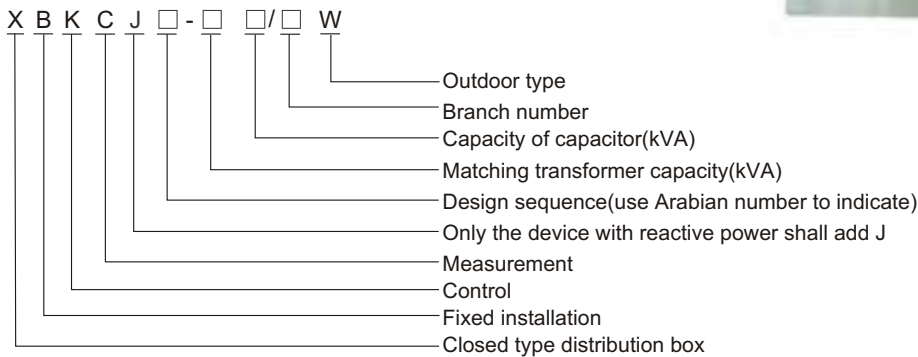 X B K C J □ - □ □/□ W
Outdoor type
Branch number
Capacity of capacitor(kVA)
Matching transformer capacity(kVA)
Design sequence(use Arabian number to indicate)
Only the device with reactive power shall add J
Measurement
Control
Fixed installation
Closed type distribution box